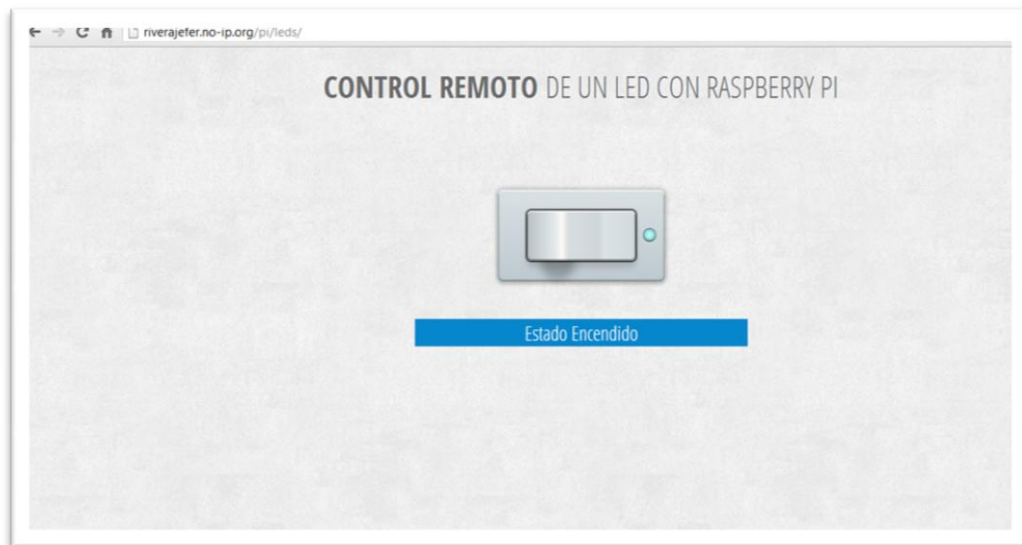 riverajefer.no-ip.org/pi/leds/
CONTROL REMOTO DE UN LED CON RASPBERRY PI
Estado Encendido